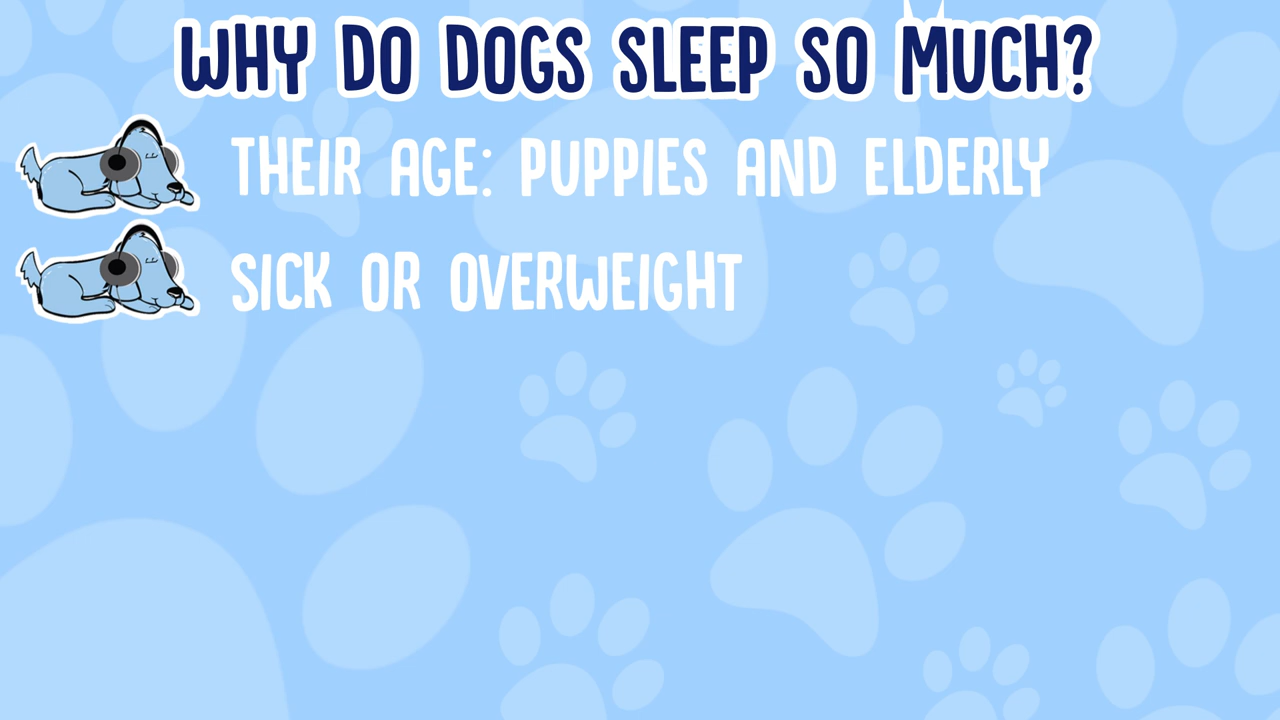 WHY DO DOGS SLEEP SO MUCH?
THEIR AGE: PUPPIES AND ELDERLY
SICK OR OVERWEIGHT